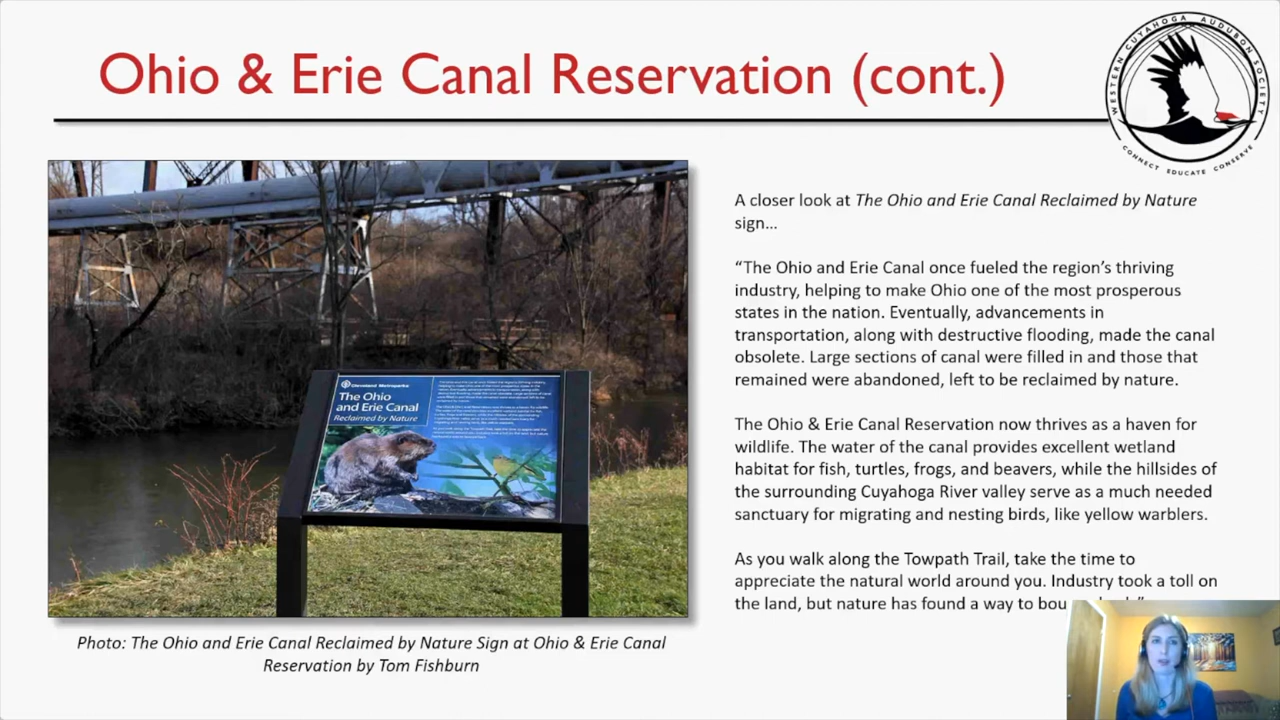 Ohio & Erie Canal Reservation (cont.)
WESTERN CUYAHOGA AUDUBON SOCIETY
CONNECT EDUCATE CONSERVE
A closer look at The Ohio and Erie Canal Reclaimed by Nature
sign...
“The Ohio and Erie Canal once fueled the region’s thriving
industry, helping to make Ohio one of the most prosperous
states in the nation. Eventually, advancements in
transportation, along with destructive flooding, made the canal
obsolete. Large sections of canal were filled in and those that
remained were abandoned, left to be reclaimed by nature.
The Ohio & Erie Canal Reservation now thrives as a haven for
wildlife. The water of the canal provides excellent wetland
habitat for fish, turtles, frogs, and beavers, while the hillsides of
the surrounding Cuyahoga River valley serve as a much needed
sanctuary for migrating and nesting birds, like yellow warblers.
As you walk along the Towpath Trail, take the time to
appreciate the natural world around you. Industry took a toll on
the land, but nature has found a way to
Cleveland Metroparks
The Ohio
and Erie Canal
Reclaimed by Nature
Photo: The Ohio and Erie Canal Reclaimed by Nature Sign at Ohio & Erie Canal
Reservation by Tom Fishburn